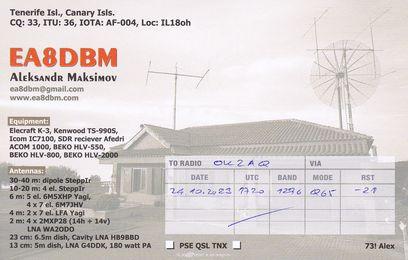 Tenerife Isl., Canary Isls.
CQ: 33, ITU: 36, IOTA: AF-004, Loc: IL18oh
EA8DBM
Aleksandr Maksimov
ea8dbm@gmail.com
www.ea8dbm.com
Equipment:
Elecraft K-3, Kenwood TS-990S,
Icom IC7100, SDR reciever Afedri
ACOM 1000, BEKO HLV-550,
BEKO HLV-800, BEKO HLV-2000
Antennas:
30-40 m: dipole SteppIr
10-20 m: 4 el. SteppIr
6 m: 5 el. 6M5XHP Yagi,
4 x 7 el. 6M7JHV
4 m: 2 x 7 el. LFA Yagi
2 m: 4 x 2MXP28 (14h + 14v)
LNA WA2ODO
23 cm: 6.5m dish, Cavity LNA HB9BBD
13 cm: 5m dish, LNA G4DDK, 180 watt PA
TO RADIO OK2AQ VIA
DATE UTC BAND MODE RST
24.10.2023 1720 1296 Q65 -21
PSE QSL TNX
73! Alex